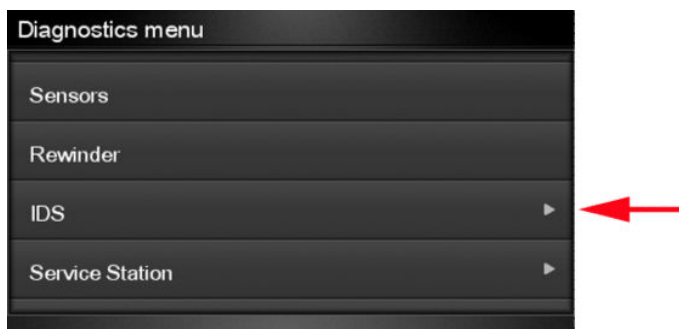 Diagnostics menu
Sensors
Rewinder
IDS
Service Station